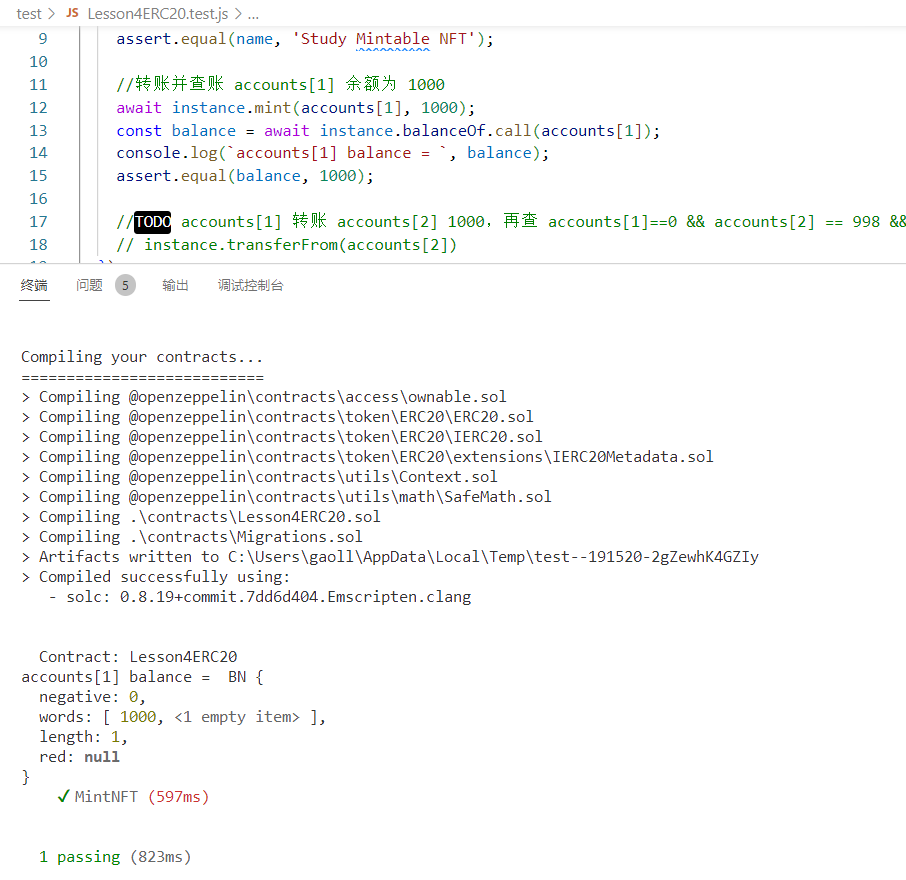 test > JS Lesson4ERC20.test.js > ...
9 assert.equal(name, 'Study Mintable NFT');
10
11 //转账并查账 accounts[1] 余额为 1000
12 await instance.mint(accounts[1], 1000);
13 const balance = await instance.balanceOf.call(accounts[1]);
14 console.log(`accounts[1] balance = `, balance);
15 assert.equal(balance, 1000);
16
17 //TODO accounts[1] 转账 accounts[2] 1000，再查 accounts[1]==0 && accounts[2] == 998 &&
18 // instance.transferFrom(accounts[2])
终端 问题 5 输出 调试控制台
Compiling your contracts...
===========================
> Compiling @openzeppelin\contracts\access\ownable.sol
> Compiling @openzeppelin\contracts\token\ERC20\ERC20.sol
> Compiling @openzeppelin\contracts\token\ERC20\IERC20.sol
> Compiling @openzeppelin\contracts\token\ERC20\extensions\IERC20Metadata.sol
> Compiling @openzeppelin\contracts\utils\Context.sol
> Compiling @openzeppelin\contracts\utils\math\SafeMath.sol
> Compiling .\contracts\Lesson4ERC20.sol
> Compiling .\contracts\Migrations.sol
> Artifacts written to C:\Users\gaoll\AppData\Local\Temp\test--191520-2gZewhK4GZIy
> Compiled successfully using:
- solc: 0.8.19+commit.7dd6d404.Emscripten.clang
Contract: Lesson4ERC20
accounts[1] balance =  BN {
negative: 0,
words: [ 1000, <1 empty item> ],
length: 1,
red: null
}
✓ MintNFT (597ms)
1 passing (823ms)